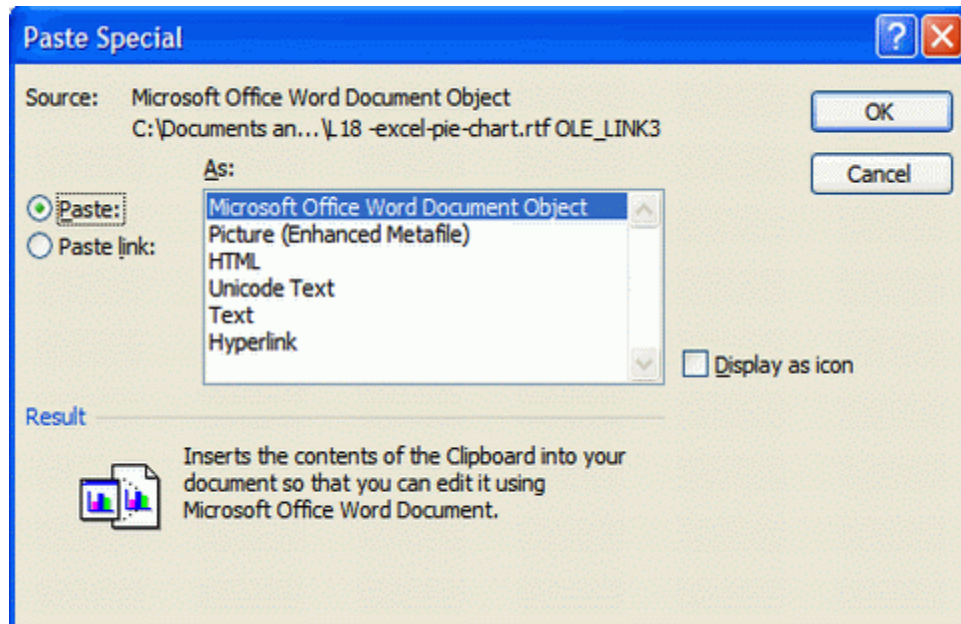 Paste Special
Source: Microsoft Office Word Document Object
C:\Documents an...\L18 -excel-pie-chart.rtf OLE_LINK3
OK
Cancel
As:
Paste:
Paste link:
Microsoft Office Word Document Object
Picture (Enhanced Metafile)
HTML
Unicode Text
Text
Hyperlink
Display as icon
Result
Inserts the contents of the Clipboard into your
document so that you can edit it using
Microsoft Office Word Document.